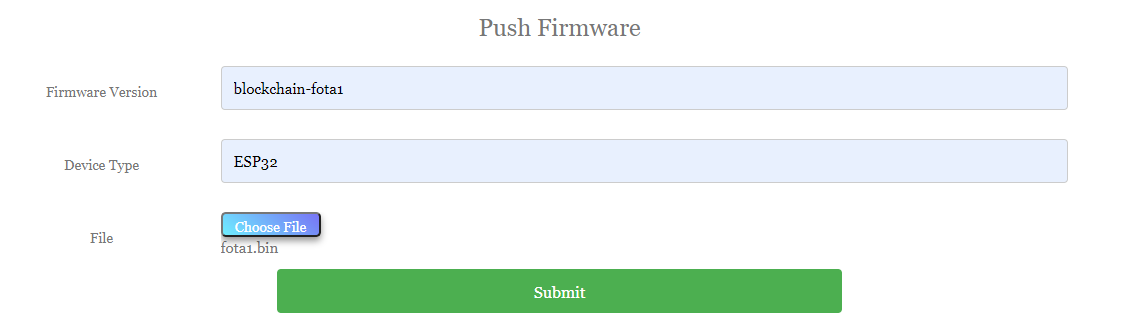 Push Firmware
Firmware Version
blockchain-fota1
Device Type
ESP32
File
Choose File
fota1.bin
Submit